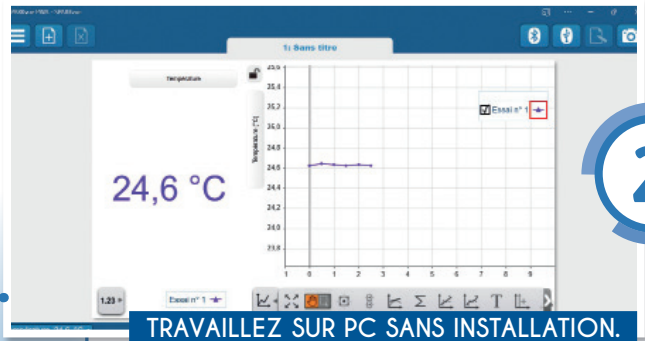 1: Sans titre
Température
24,6 °C
Température (°C)
25,6
25,4
25,2
25,0
24,8
24,6
24,4
24,2
24,0
23,8
1 0 1 2 3 4 5 6 7 8 9
Essai n° 1
1.23
Essai n° 1
Σ
T
2
TRAVAILLEZ SUR PC SANS INSTALLATION.